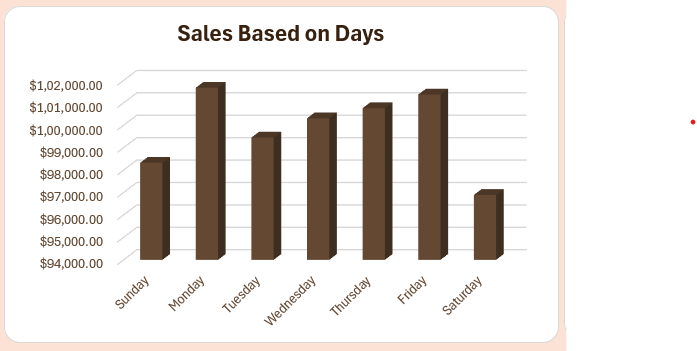 Sales Based on Days
$1,02,000.00
$1,01,000.00
$1,00,000.00
$99,000.00
$98,000.00
$97,000.00
$96,000.00
$95,000.00
$94,000.00
Sunday
Monday
Tuesday
Wednesday
Thursday
Friday
Saturday